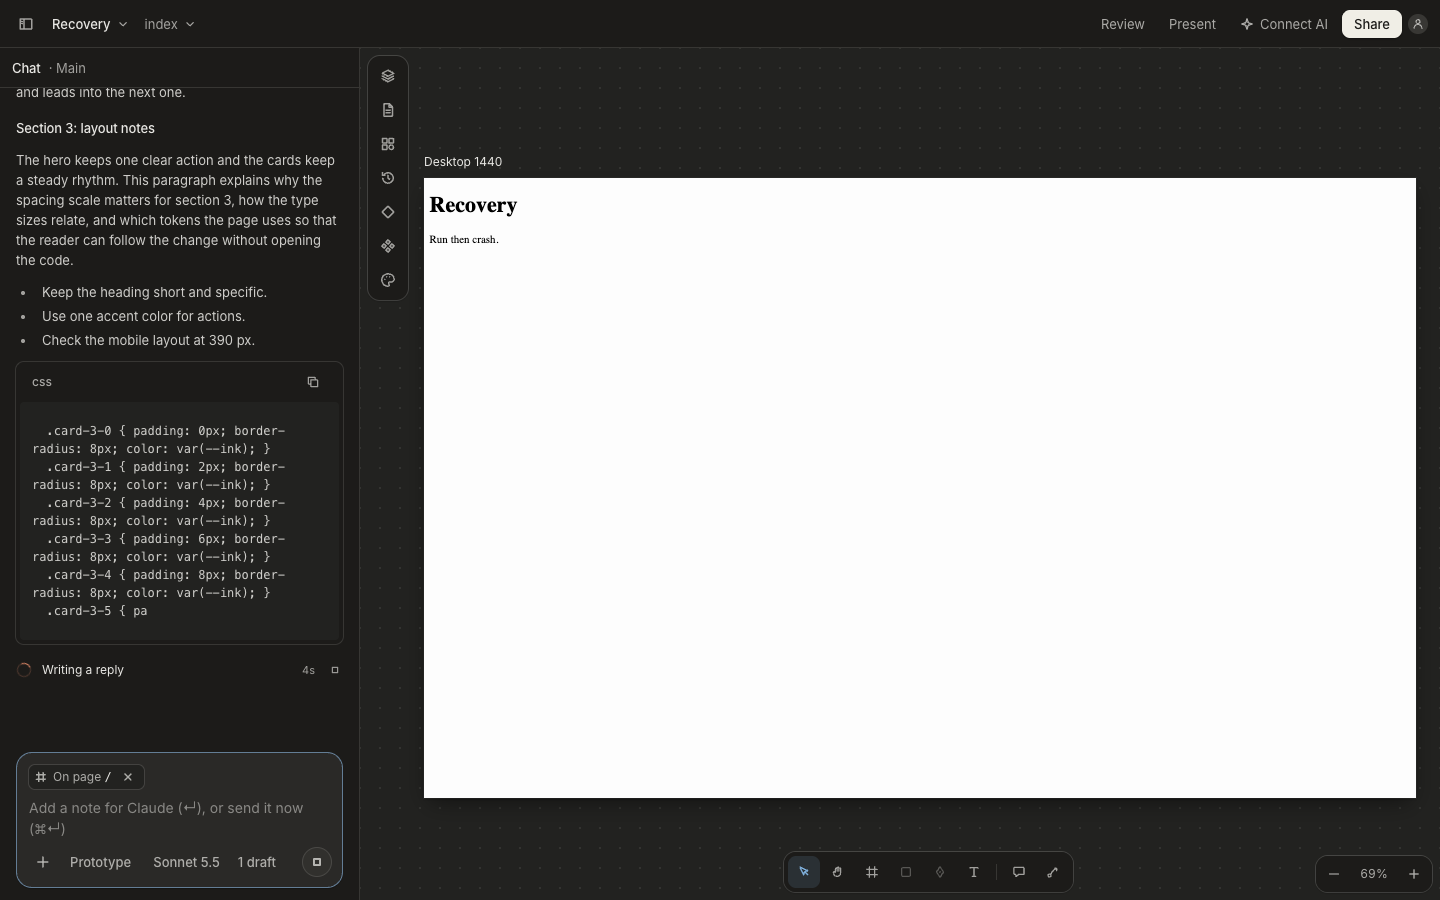 Recovery
index
Review
Present
Connect AI
Share
Chat · Main
and leads into the next one.
Section 3: layout notes
The hero keeps one clear action and the cards keep
a steady rhythm. This paragraph explains why the
spacing scale matters for section 3, how the type
sizes relate, and which tokens the page uses so that
the reader can follow the change without opening
the code.
• Keep the heading short and specific.
• Use one accent color for actions.
• Check the mobile layout at 390 px.
css
.card-3-0 { padding: 0px; border-
radius: 8px; color: var(--ink); }
.card-3-1 { padding: 2px; border-
radius: 8px; color: var(--ink); }
.card-3-2 { padding: 4px; border-
radius: 8px; color: var(--ink); }
.card-3-3 { padding: 6px; border-
radius: 8px; color: var(--ink); }
.card-3-4 { padding: 8px; border-
radius: 8px; color: var(--ink); }
.card-3-5 { pa
Writing a reply
4s
On page /
Add a note for Claude (↵), or send it now
(⌘↵)
Prototype
Sonnet 5.5
1 draft
Desktop 1440
Recovery
Run then crash.
69%